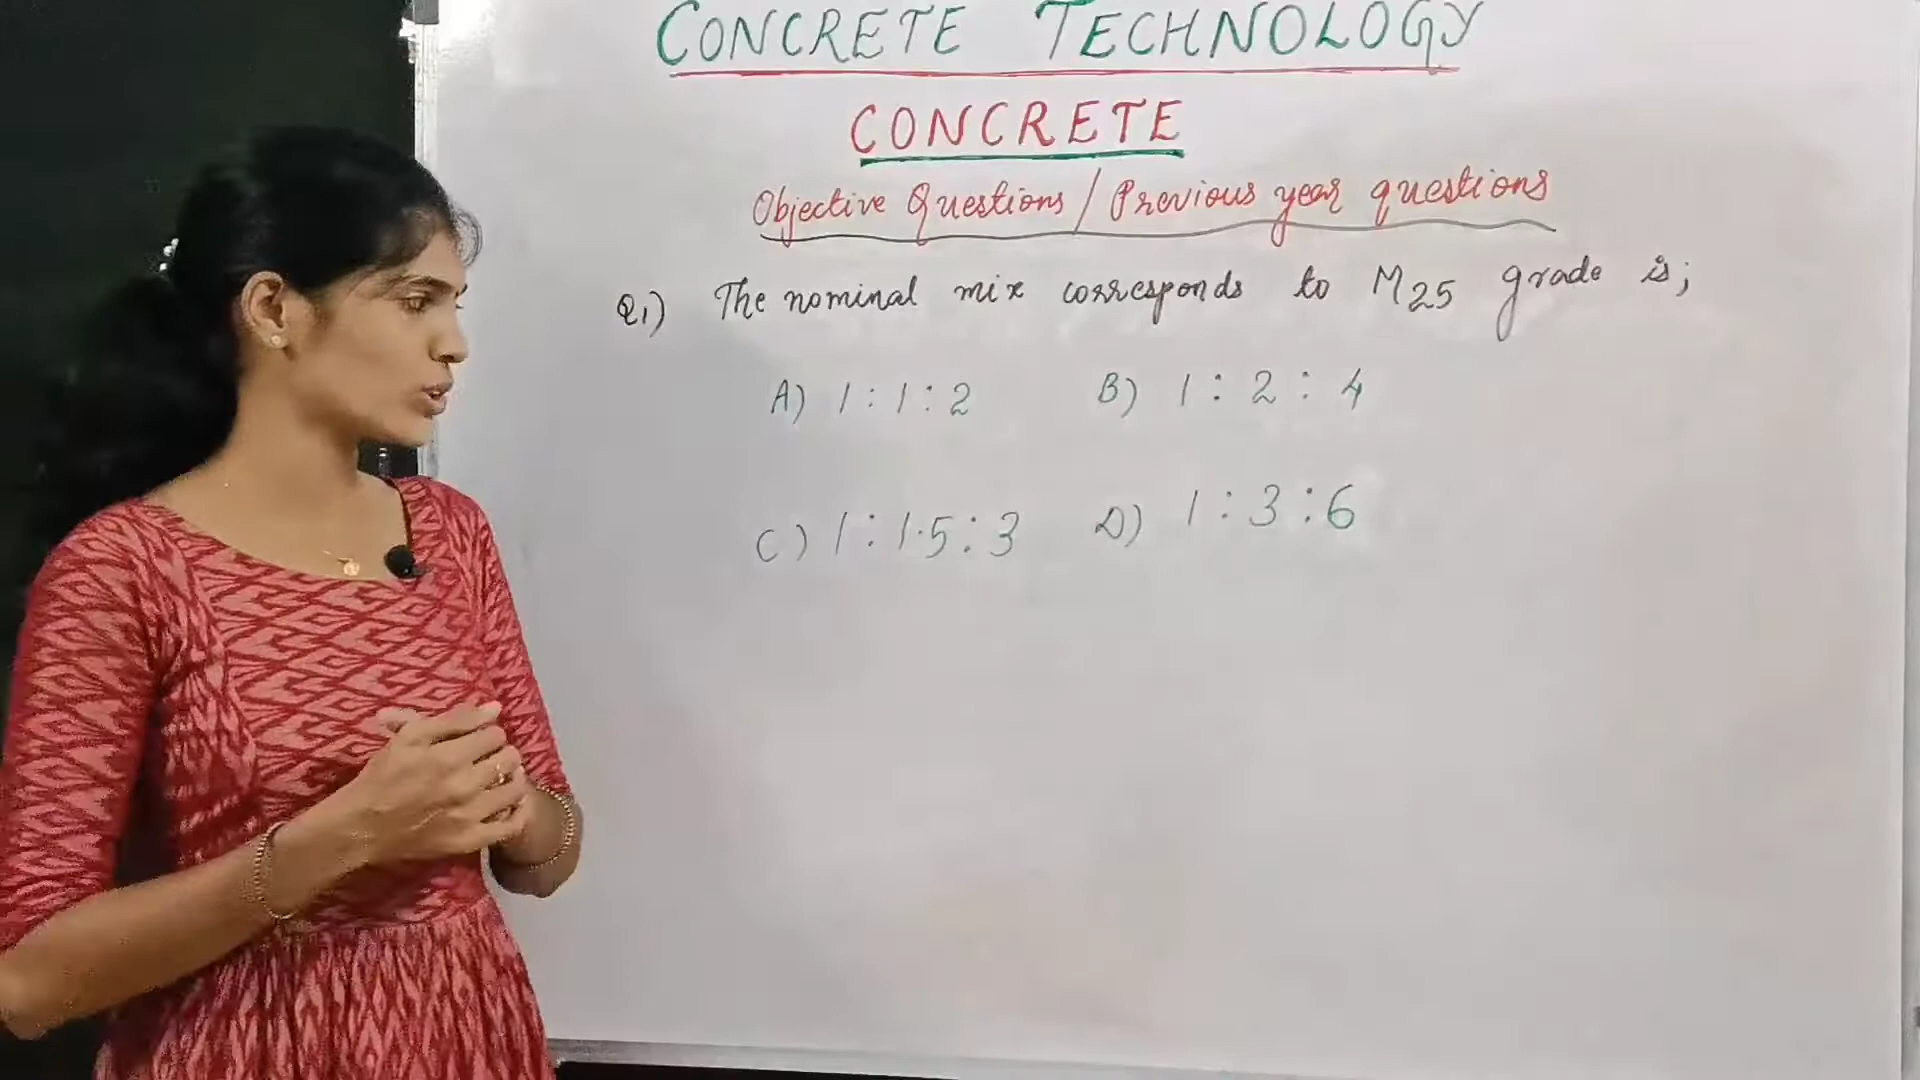 CONCRETE TECHNOLOGY
CONCRETE
Objective Questions / Previous year questions
Q1) The nominal mix corresponds to M25 grade is;
A) 1 : 1 : 2 B) 1 : 2 : 4
C) 1 : 1.5 : 3 D) 1 : 3 : 6